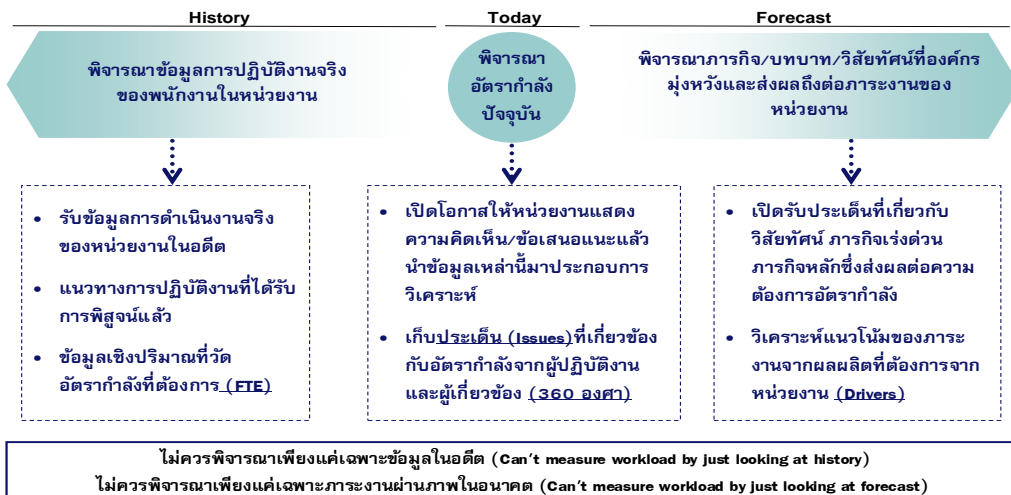 History
Today
Forecast
พิจารณาข้อมูลการปฏิบัติงานจริง
ของพนักงานในหน่วยงาน
พิจารณา
อัตรากำลัง
ปัจจุบัน
พิจารณาภารกิจ/บทบาท/วิสัยทัศน์ที่องค์กร
มุ่งหวังและส่งผลถึงต่อภาระงานของ
หน่วยงาน
• รับข้อมูลการดำเนินงานจริง
ของหน่วยงานในอดีต
• แนวทางการปฏิบัติงานที่ได้รับ
การพิสูจน์แล้ว
• ข้อมูลเชิงปริมาณที่วัด
อัตรากำลังที่ต้องการ (FTE)
• เปิดโอกาสให้หน่วยงานแสดง
ความคิดเห็น/ข้อเสนอแนะแล้ว
นำข้อมูลเหล่านี้มาประกอบการ
วิเคราะห์
• เก็บประเด็น (Issues)ที่เกี่ยวข้อง
กับอัตรากำลังจากผู้ปฏิบัติงาน
และผู้เกี่ยวข้อง (360 องศา)
• เปิดรับประเด็นที่เกี่ยวกับ
วิสัยทัศน์ ภารกิจเร่งด่วน
ภารกิจหลักซึ่งส่งผลต่อความ
ต้องการอัตรากำลัง
• วิเคราะห์แนวโน้มของภาระ
งานจากผลผลิตที่ต้องการจาก
หน่วยงาน (Drivers)
ไม่ควรพิจารณาเพียงแค่เฉพาะข้อมูลในอดีต (Can't measure workload by just looking at history)
ไม่ควรพิจารณาเพียงแค่เฉพาะภาระงานผ่านภาพในอนาคต (Can't measure workload by just looking at forecast)